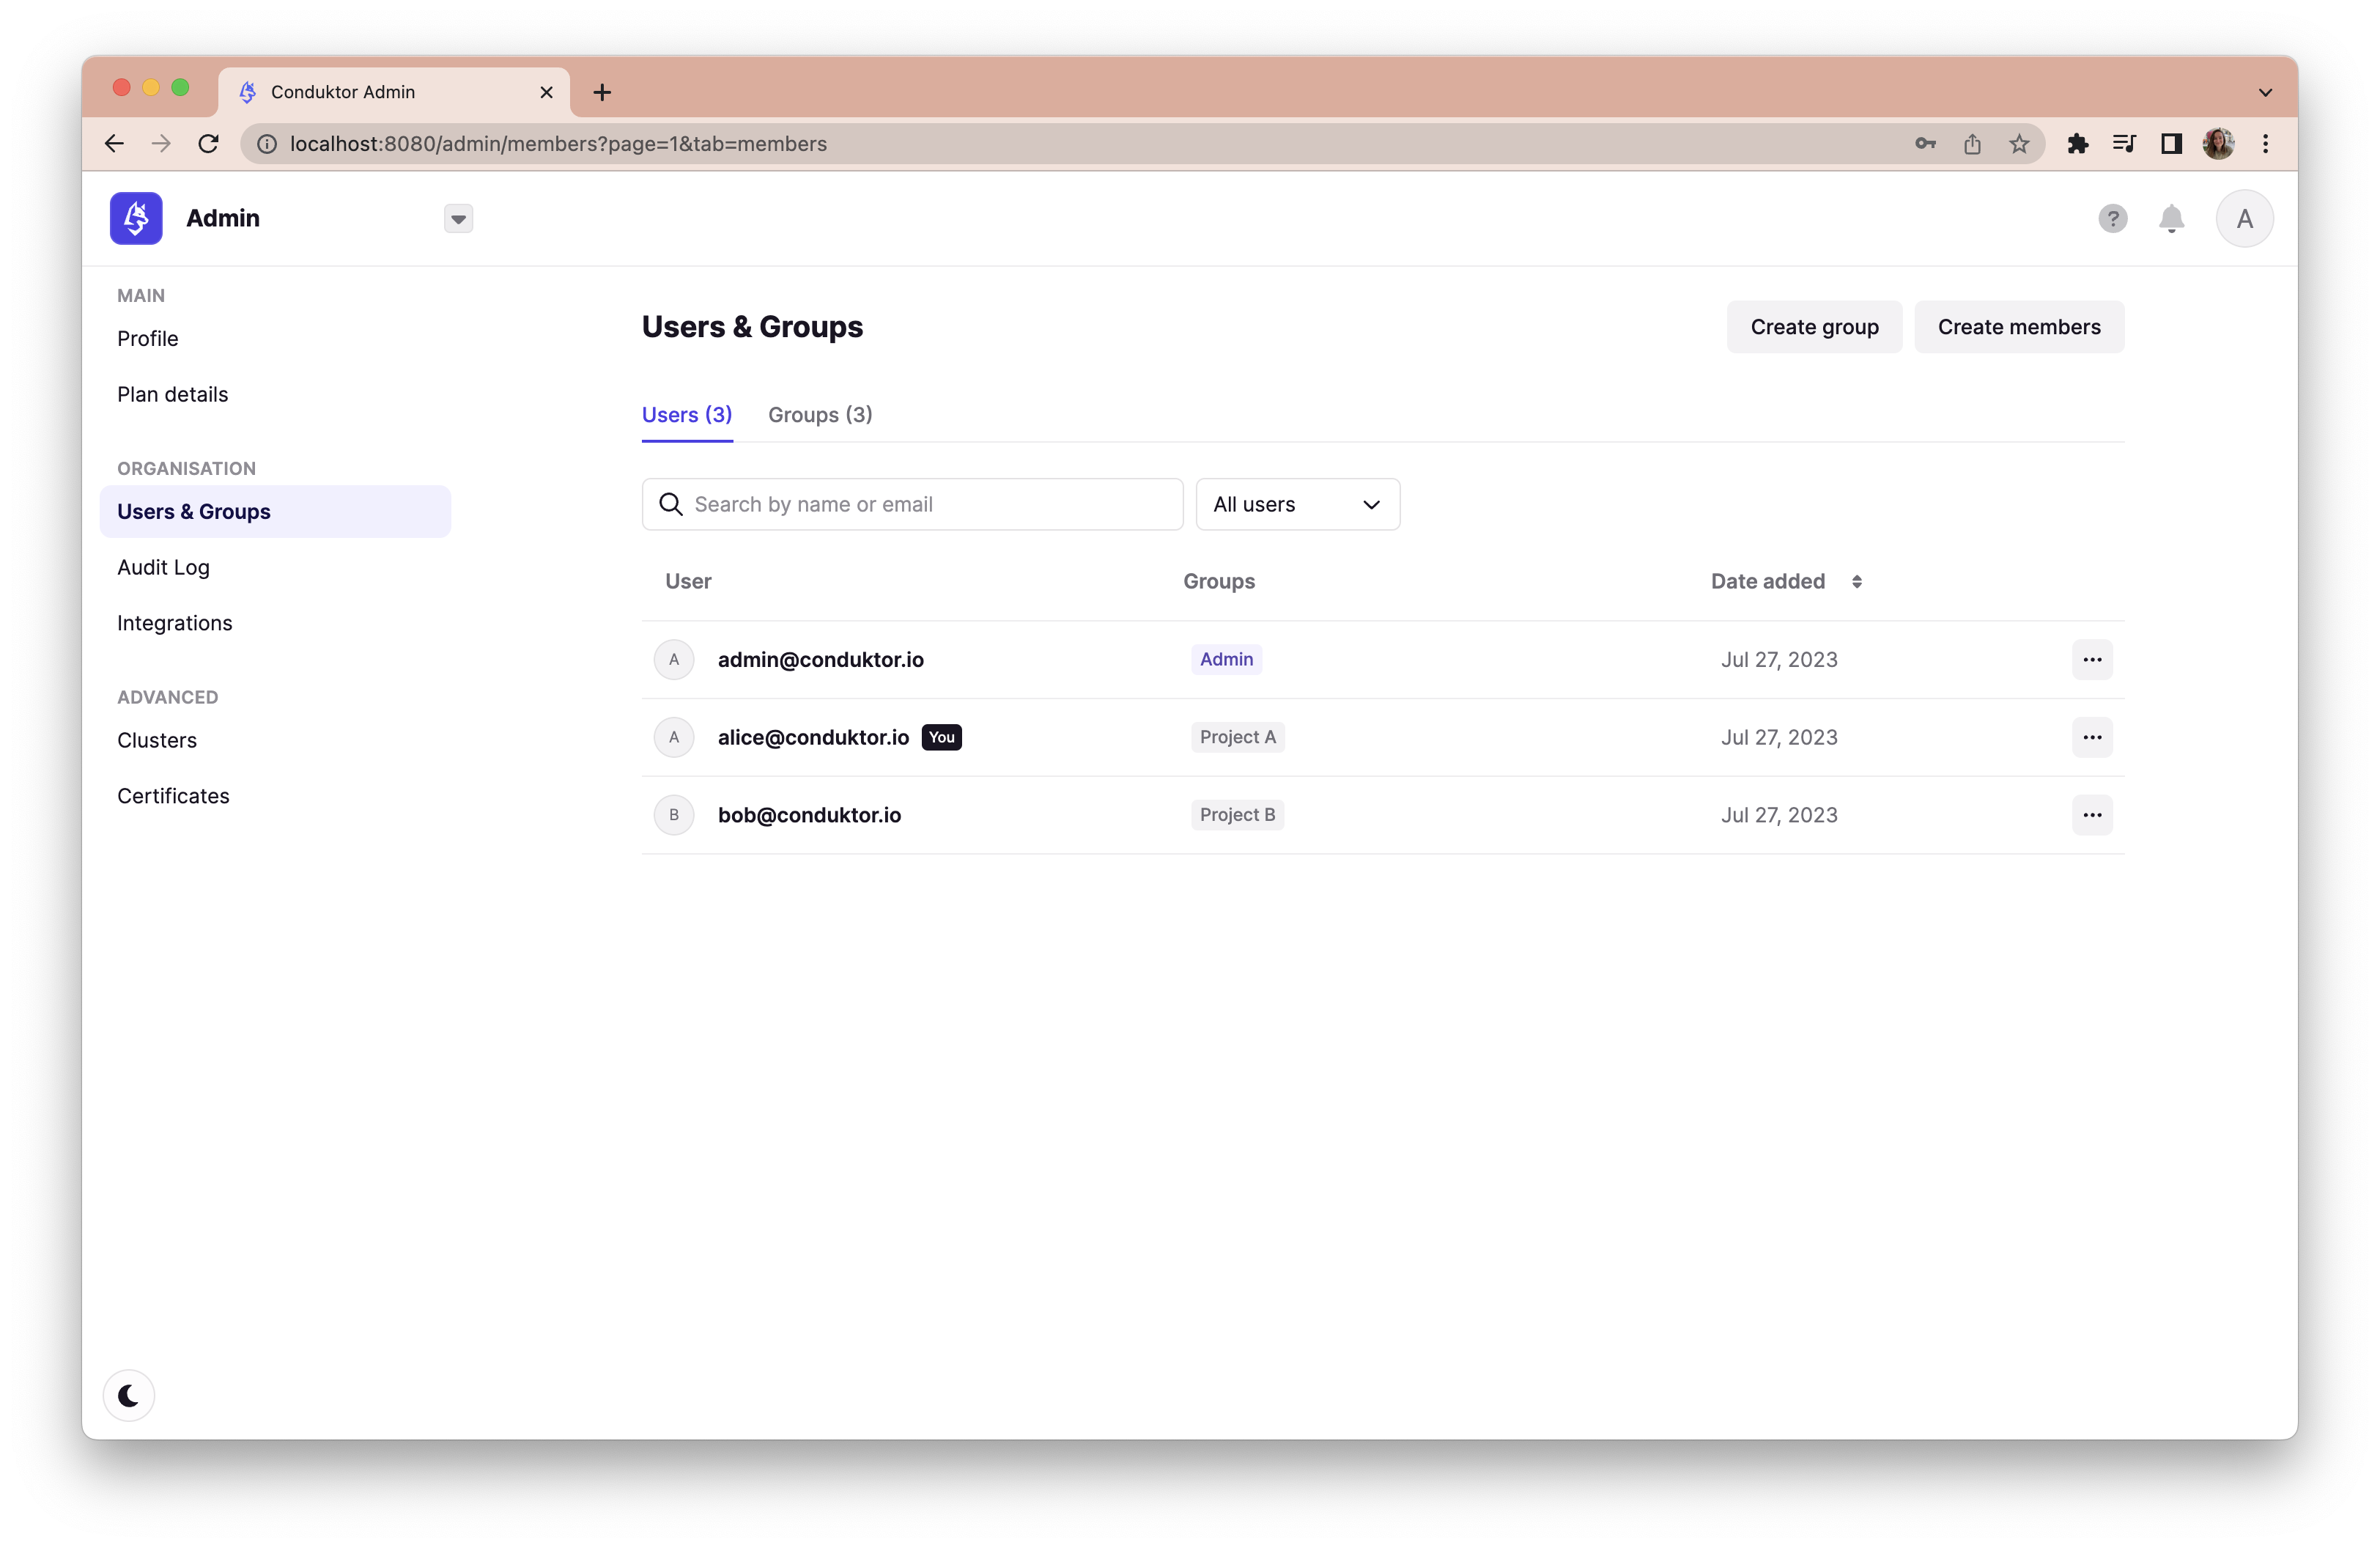 Conduktor Admin
localhost:8080/admin/members?page=1&tab=members
Admin
?
A
MAIN
Profile
Plan details
ORGANISATION
Users & Groups
Audit Log
Integrations
ADVANCED
Clusters
Certificates
Users & Groups
Create group
Create members
Users (3)
Groups (3)
Search by name or email
All users
User Groups Date added
A admin@conduktor.io Admin Jul 27, 2023
A alice@conduktor.io You Project A Jul 27, 2023
B bob@conduktor.io Project B Jul 27, 2023